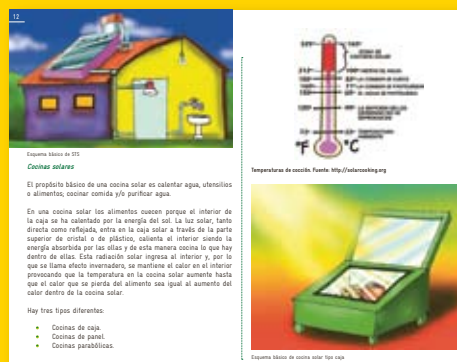 12
Esquema básico de STS
Cocinas solares
El propósito básico de una cocina solar es calentar agua, utensilios
o alimentos; cocinar comida y/o purificar agua.
En una cocina solar los alimentos cuecen porque el interior de
la caja se ha calentado por la energía del sol. La luz solar, tanto
directa como reflejada, entra en la caja solar a través de la parte
superior de cristal o de plástico, calienta el interior siendo la
energía absorbida por las ollas y de esta manera cocina lo que hay
dentro de ellas. Esta radiación solar ingresa al interior y, por lo
que se llama efecto invernadero, se mantiene el calor en el interior
provocando que la temperatura en la cocina solar aumente hasta
que el calor que se pierda del alimento sea igual al aumento del
calor dentro de la cocina solar.
Hay tres tipos diferentes:
• Cocinas de caja.
• Cocinas de panel.
• Cocinas parabólicas.
°F °C
Temperaturas de cocción. Fuente: http://solarcooking.org
Esquema básico de cocina solar tipo caja